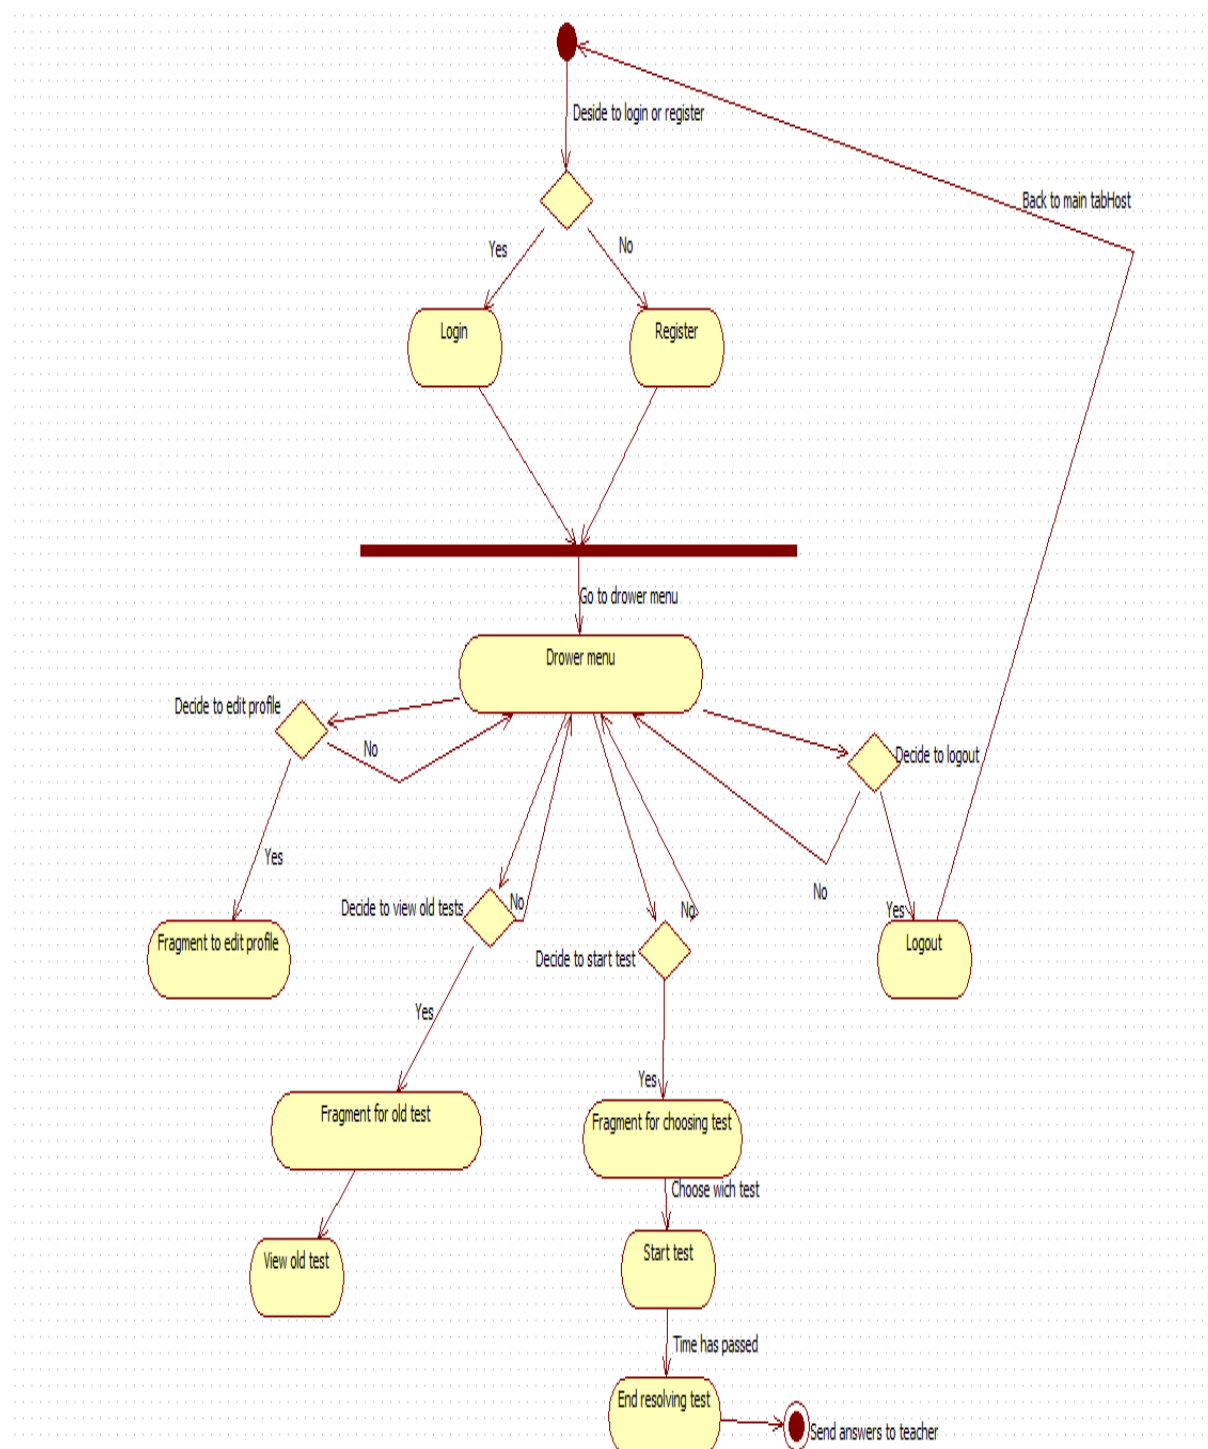 Deside to login or register
Back to main tabHost
Yes
No
Login
Register
Go to drower menu
Drower menu
Decide to edit profile
No
Decide to logout
Yes
No
Decide to view old tests
No
No
Yes
Fragment to edit profile
Decide to start test
Logout
Yes
Yes
Fragment for old test
Fragment for choosing test
Choose wich test
View old test
Start test
Time has passed
End resolving test
Send answers to teacher